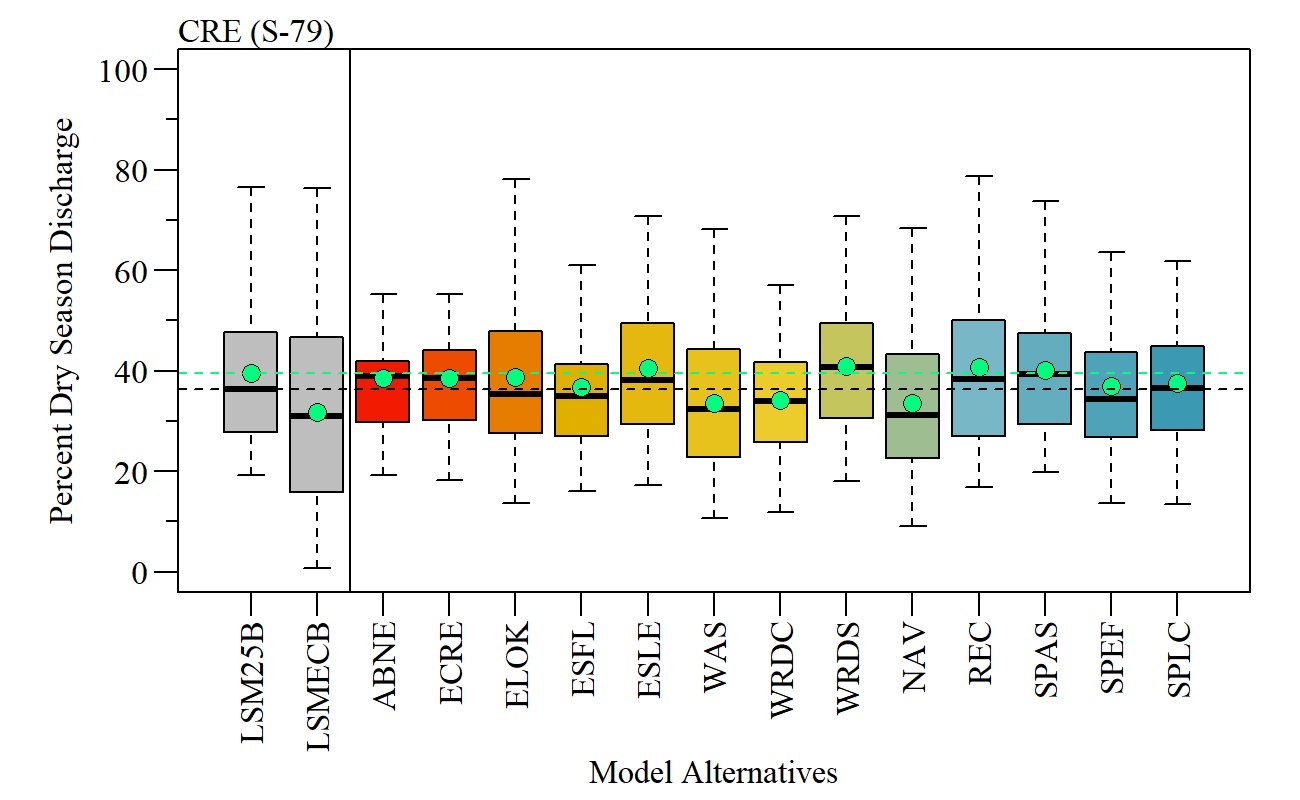 CRE (S-79)
Percent Dry Season Discharge
100
80
60
40
20
0
LSM25B
LSMECB
ABNE
ECRE
ELOK
ESFL
ESLE
WAS
WRDC
WRDS
NAV
REC
SPAS
SPEF
SPLC
Model Alternatives